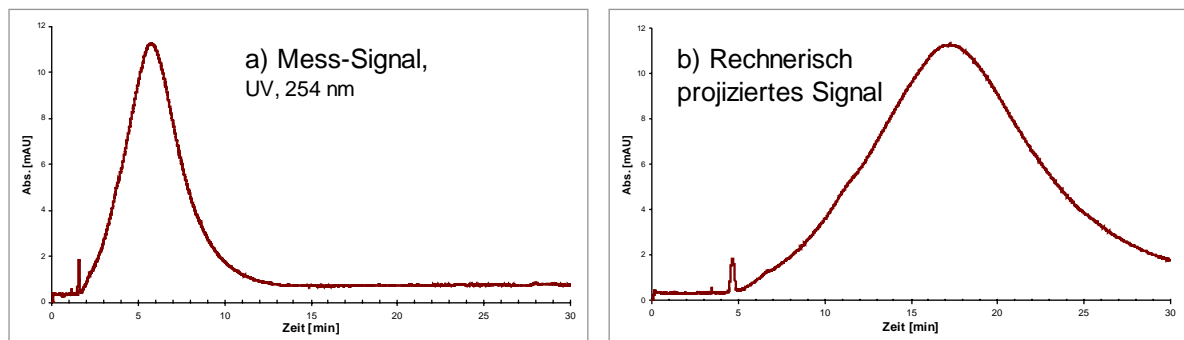 a) Mess-Signal,
UV, 254 nm
Abs. [mAU]
12
10
8
6
4
2
0
0 5 10 15 20 25 30
Zeit [min]
b) Rechnerisch
projiziertes Signal
Abs. [mAU]
12
10
8
6
4
2
0
0 5 10 15 20 25 30
Zeit [min]